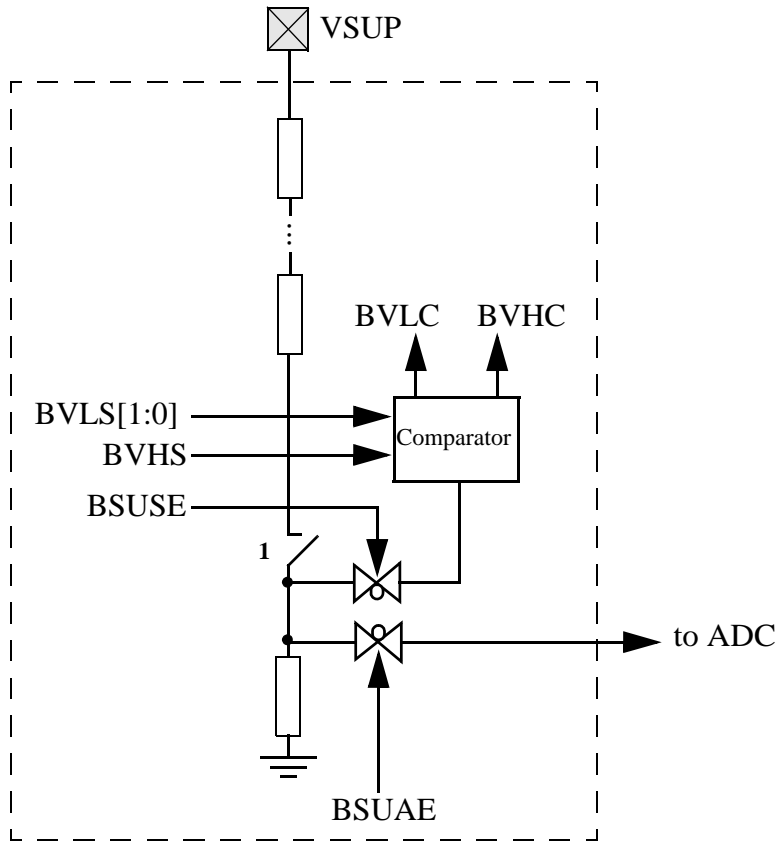 VSUP
...
BVLC
BVHC
BVLS[1:0]
Comparator
BVHS
BSUSE
1
to ADC
BSUAE